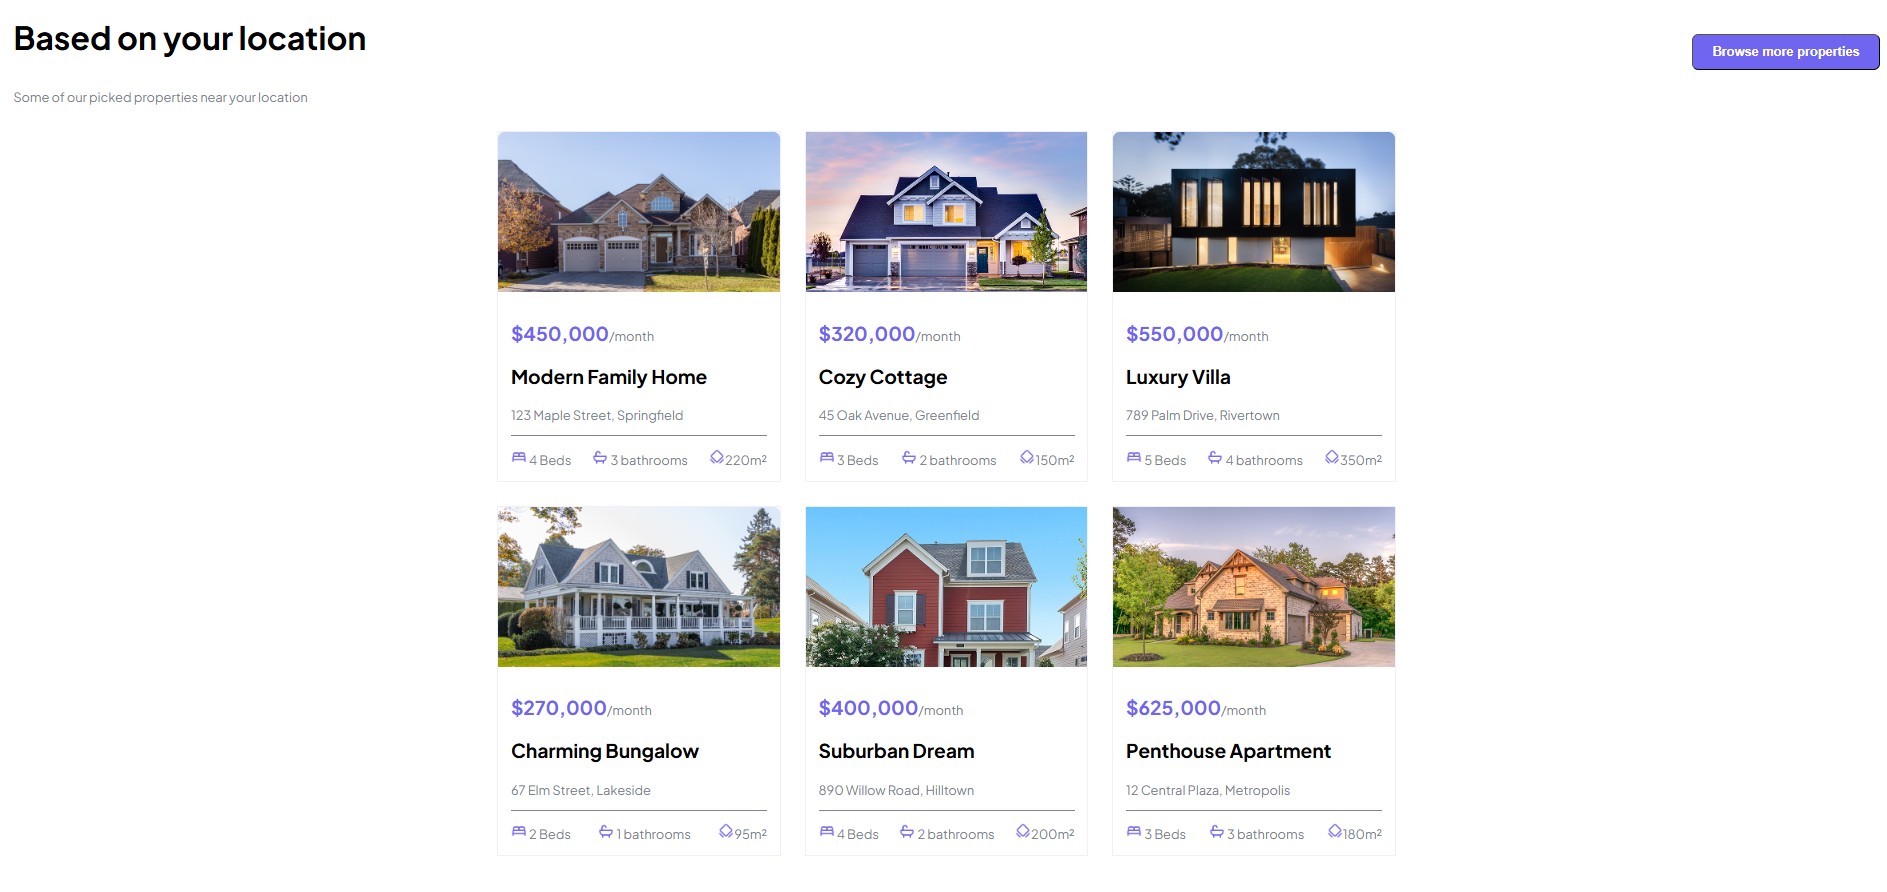 Based on your location
Browse more properties
Some of our picked properties near your location
$450,000/month
Modern Family Home
123 Maple Street, Springfield
4 Beds 3 bathrooms 220m²
$320,000/month
Cozy Cottage
45 Oak Avenue, Greenfield
3 Beds 2 bathrooms 150m²
$550,000/month
Luxury Villa
789 Palm Drive, Rivertown
5 Beds 4 bathrooms 350m²
$270,000/month
Charming Bungalow
67 Elm Street, Lakeside
2 Beds 1 bathrooms 95m²
$400,000/month
Suburban Dream
890 Willow Road, Hilltown
4 Beds 2 bathrooms 200m²
$625,000/month
Penthouse Apartment
12 Central Plaza, Metropolis
3 Beds 3 bathrooms 180m²